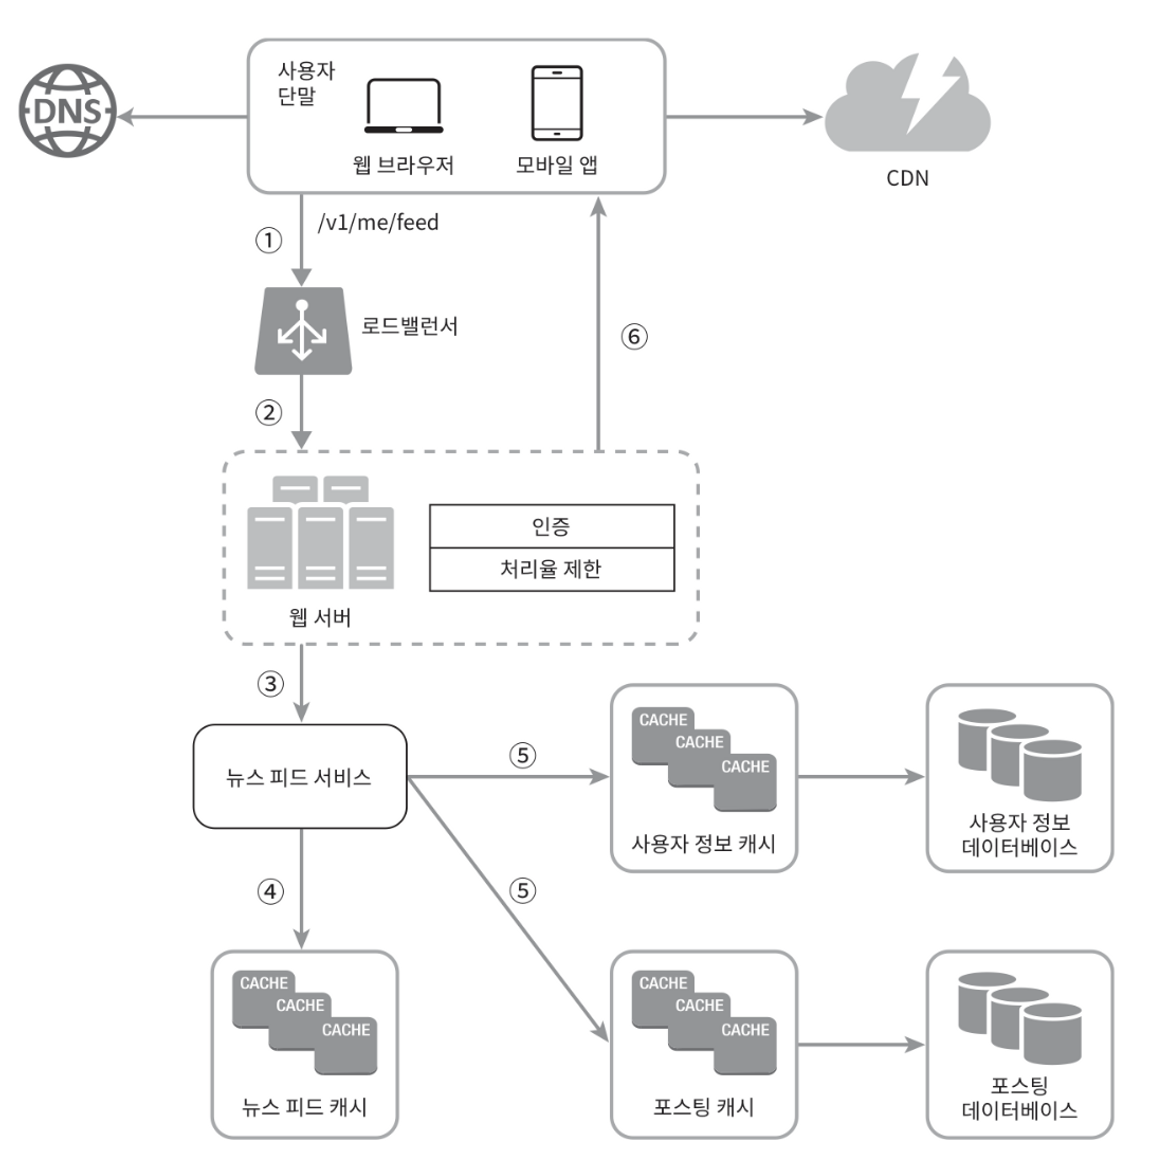 DNS
사용자
단말
웹 브라우저
모바일 앱
CDN
/v1/me/feed
①
로드밸런서
⑥
②
인증
처리율 제한
웹 서버
③
뉴스 피드 서비스
⑤
CACHE
CACHE
CACHE
사용자 정보 캐시
사용자 정보
데이터베이스
④
⑤
CACHE
CACHE
CACHE
뉴스 피드 캐시
CACHE
CACHE
CACHE
포스팅 캐시
포스팅
데이터베이스